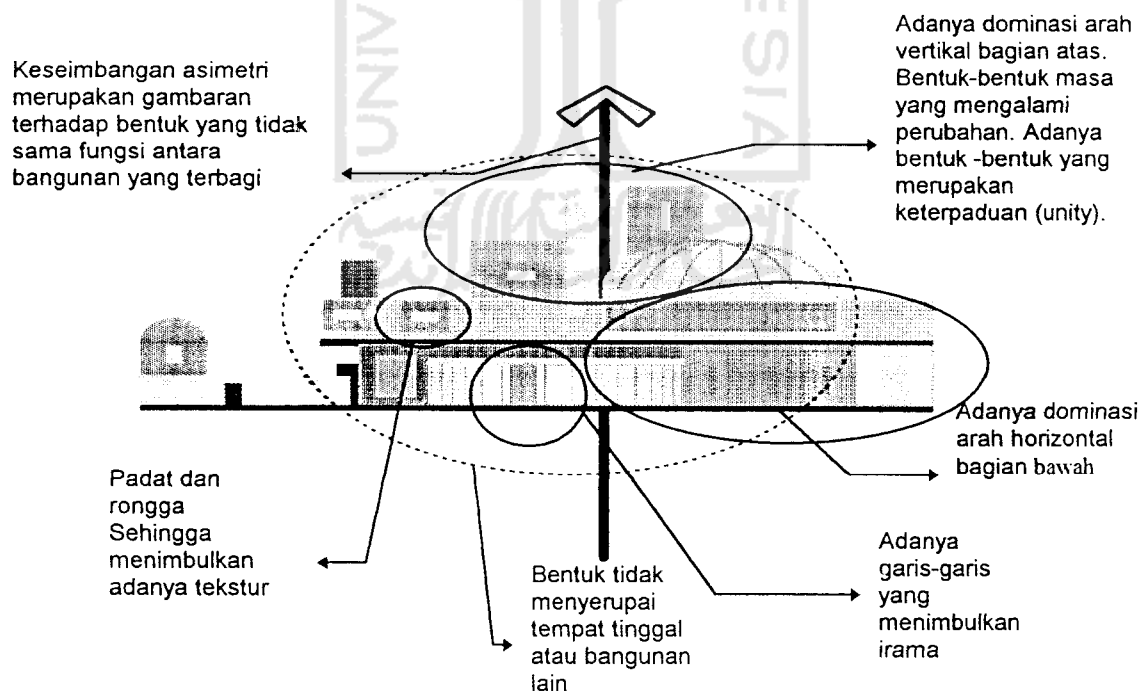 Keseimbangan asimetri
merupakan gambaran
terhadap bentuk yang tidak
sama fungsi antara
bangunan yang terbagi
Adanya dominasi arah
vertikal bagian atas.
Bentuk-bentuk masa
yang mengalami
perubahan. Adanya
bentuk -bentuk yang
merupakan
keterpaduan (unity).
Adanya dominasi
arah horizontal
bagian bawah
Padat dan
rongga
Sehingga
menimbulkan
adanya tekstur
Bentuk tidak
menyerupai
tempat tinggal
atau bangunan
lain
Adanya
garis-garis
yang
menimbulkan
irama
UNIV
ESIA